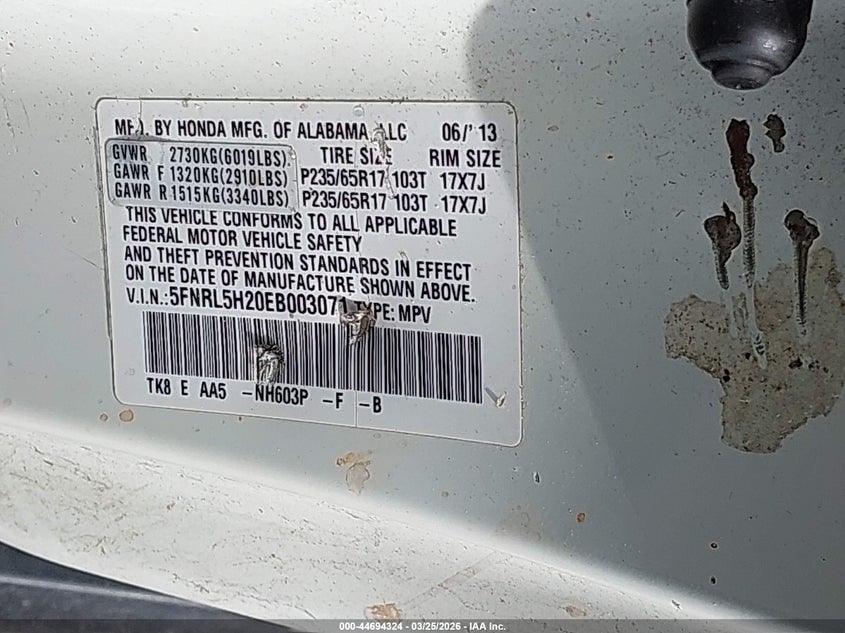 MFD. BY HONDA MFG. OF ALABAMA, LLC 06/'13
GVWR 2730KG(6019LBS) TIRE SIZE RIM SIZE
GAWR F 1320KG(2910LBS) P235/65R17 103T 17X7J
GAWR R 1515KG(3340LBS) P235/65R17 103T 17X7J
THIS VEHICLE CONFORMS TO ALL APPLICABLE
FEDERAL MOTOR VEHICLE SAFETY
AND THEFT PREVENTION STANDARDS IN EFFECT
ON THE DATE OF MANUFACTURE SHOWN ABOVE.
V.I.N.:5FNRL5H20EB003071 TYPE: MPV
TK8 E AA5 -NH603P -F -B
000-44694324 - 03/25/2026 - IAA Inc.